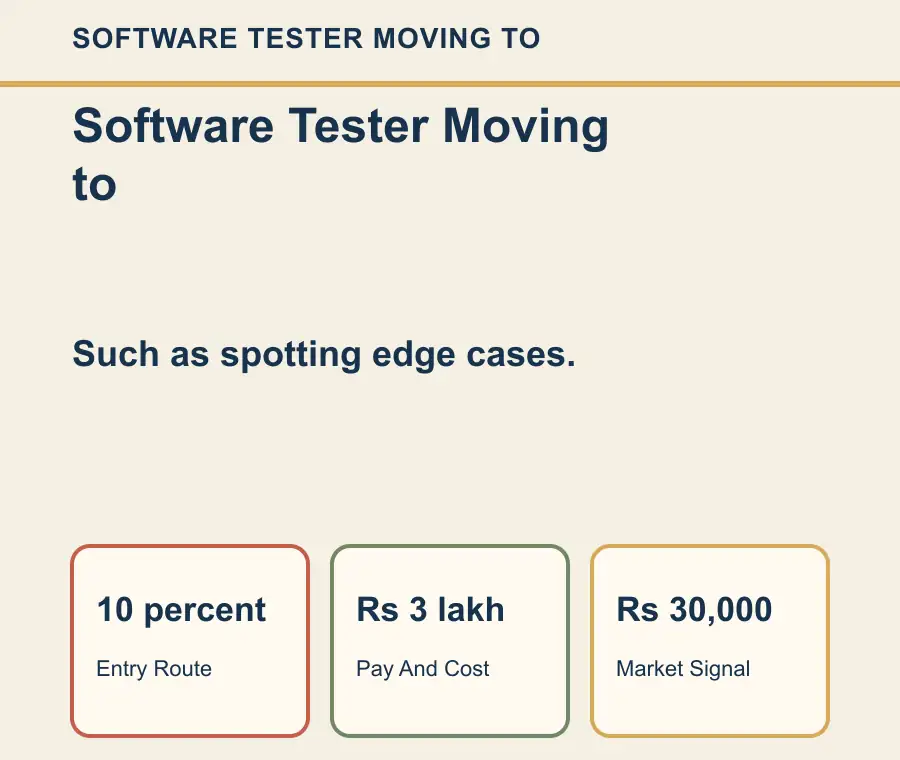 SOFTWARE TESTER MOVING TO
Software Tester Moving
to
Such as spotting edge cases.
10 percent
Entry Route
Rs 3 lakh
Pay And Cost
Rs 30,000
Market Signal